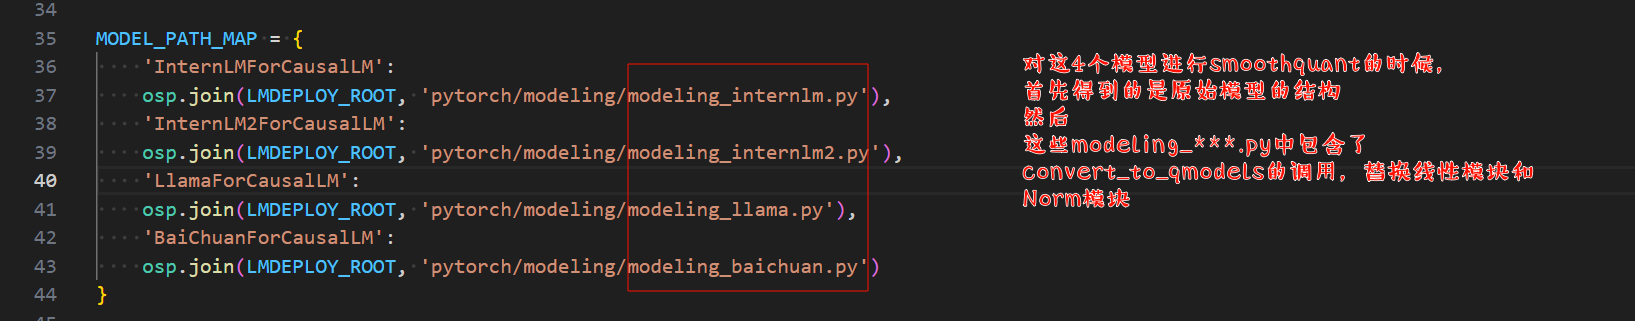 34
35 MODEL_PATH_MAP = {
36 ····'InternLMForCausalLM':
37 ····osp.join(LMDEPLOY_ROOT, 'pytorch/modeling/modeling_internlm.py'),
38 ····'InternLM2ForCausalLM':
39 ····osp.join(LMDEPLOY_ROOT, 'pytorch/modeling/modeling_internlm2.py'),
40 ····'LlamaForCausalLM':
41 ····osp.join(LMDEPLOY_ROOT, 'pytorch/modeling/modeling_llama.py'),
42 ····'BaiChuanForCausalLM':
43 ····osp.join(LMDEPLOY_ROOT, 'pytorch/modeling/modeling_baichuan.py')
44 }
对这4个模型进行smoothquant的时候，
首先得到的是原始模型的结构
然后
这些modeling_***.py中包含了
convert_to_qmodels的调用，替换线性模块和
Norm模块